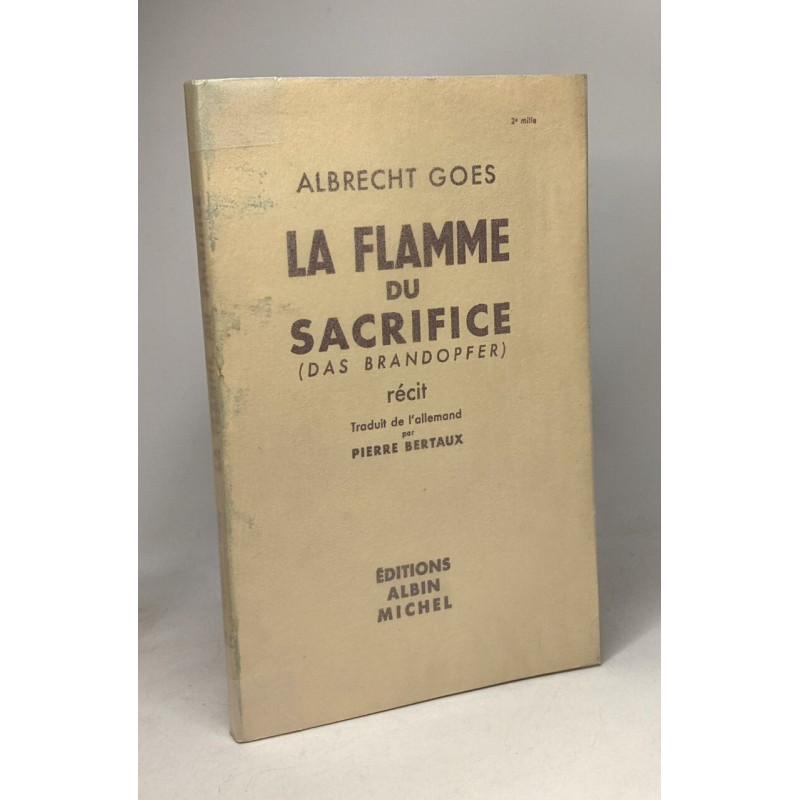 2e mille
ALBRECHT GOES
LA FLAMME
DU
SACRIFICE
(DAS BRANDOPFER)
récit
Traduit de l'allemand
par
PIERRE BERTAUX
ÉDITIONS
ALBIN
MICHEL